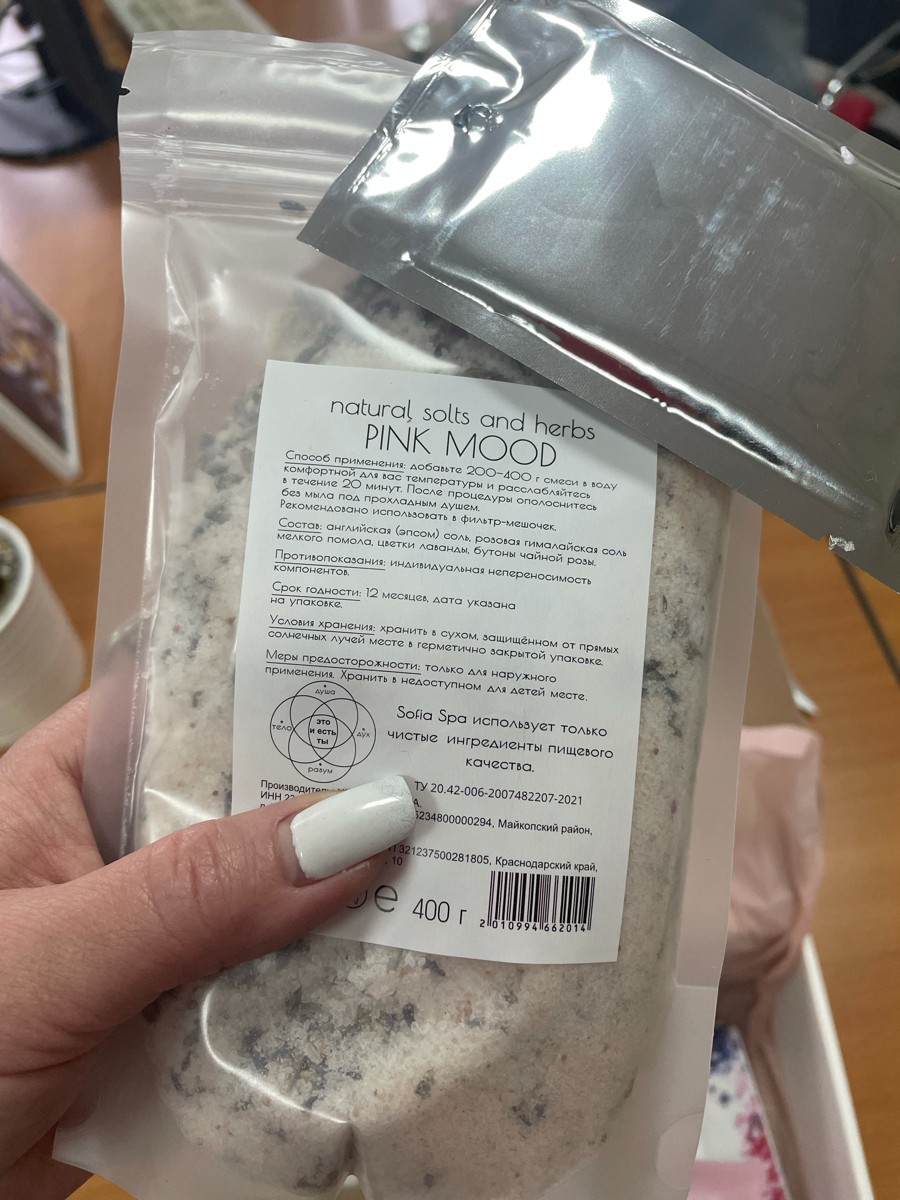 natural solts and herbs
PINK MOOD
Способ применения: добавьте 200-400 г смеси в воду
комфортной для вас температуры и расслабляйтесь
в течение 20 минут. После процедуры ополоснитесь
без мыла под прохладным душем.
Рекомендовано использовать в фильтр-мешочек.
Состав: английская (эпсом) соль, розовая гималайская соль
мелкого помола, цветки лаванды, бутоны чайной розы.
Противопоказания: индивидуальная непереносимость
компонентов.
Срок годности: 12 месяцев, дата указана
на упаковке.
Условия хранения: хранить в сухом, защищённом от прямых
солнечных лучей месте в герметично закрытой упаковке.
Меры предосторожности: только для наружного
применения. Хранить в недоступном для детей месте.
душа
тело
это
и есть
ты
дух
разум
Sofia Spa использует только
чистые ингредиенты пищевого
качества.
Производитель
ТУ 20.42-006-2007482207-2021
ИНН
5234800000294, Майкопский район,
321237500281805, Краснодарский край,
10
e 400 г
2 010994 662014